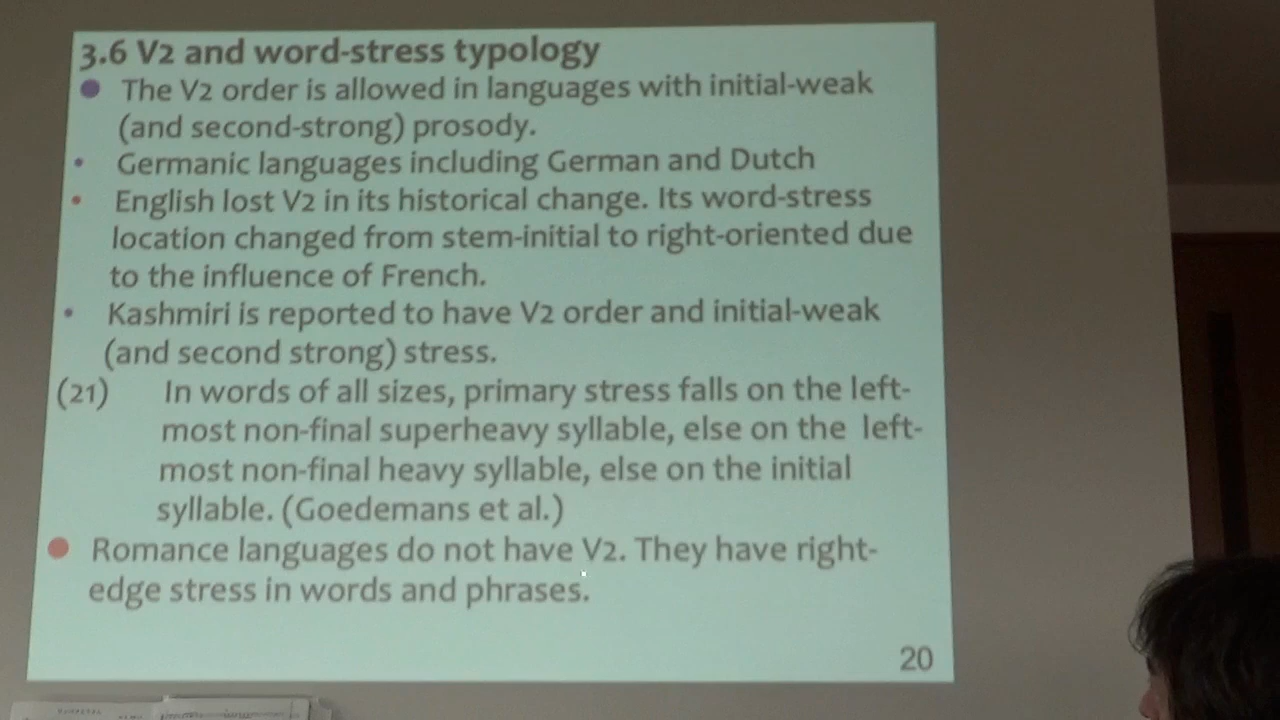 3.6 V2 and word-stress typology
The V2 order is allowed in languages with initial-weak
(and second-strong) prosody.
Germanic languages including German and Dutch
English lost V2 in its historical change. Its word-stress
location changed from stem-initial to right-oriented due
to the influence of French.
Kashmiri is reported to have V2 order and initial-weak
(and second strong) stress.
(21) In words of all sizes, primary stress falls on the left-
most non-final superheavy syllable, else on the left-
most non-final heavy syllable, else on the initial
syllable. (Goedemans et al.)
Romance languages do not have V2. They have right-
edge stress in words and phrases.
20